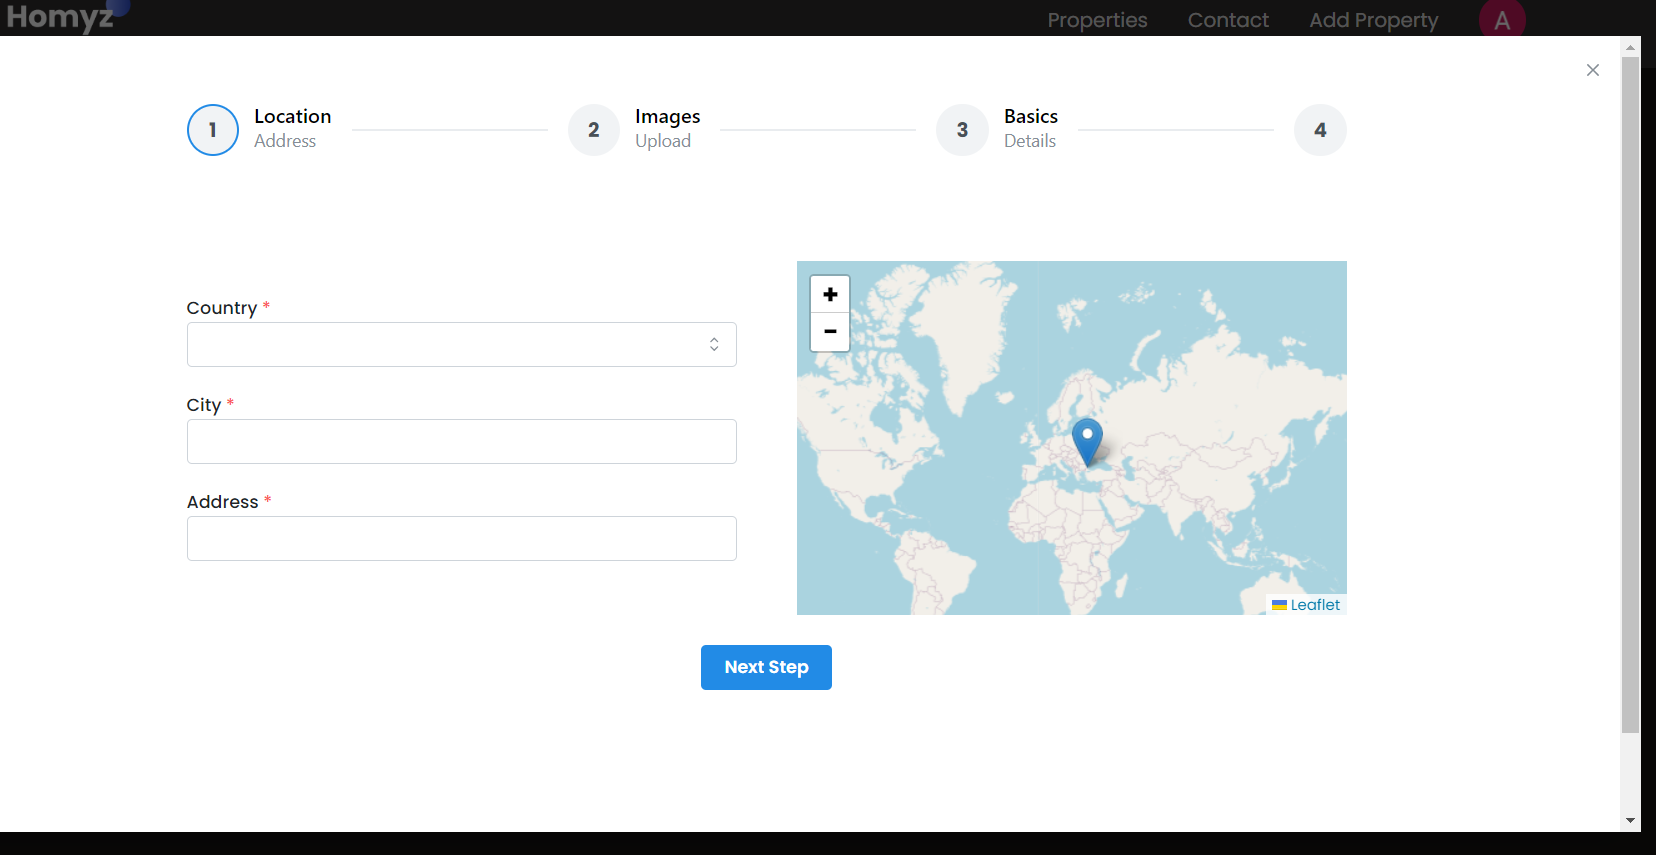 Homyz
Properties Contact Add Property A
1 Location Address
2 Images Upload
3 Basics Details
4
Country *
City *
Address *
+
−
Leaflet
Next Step